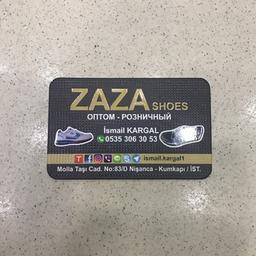 ZAZA SHOES
ОПТОМ - РОЗНИЧНЫЙ
İsmail KARGAL
0535 306 30 53
ismail.kargal1
Molla Taşı Cad. No:83/D Nişanca - Kumkapı / İST.